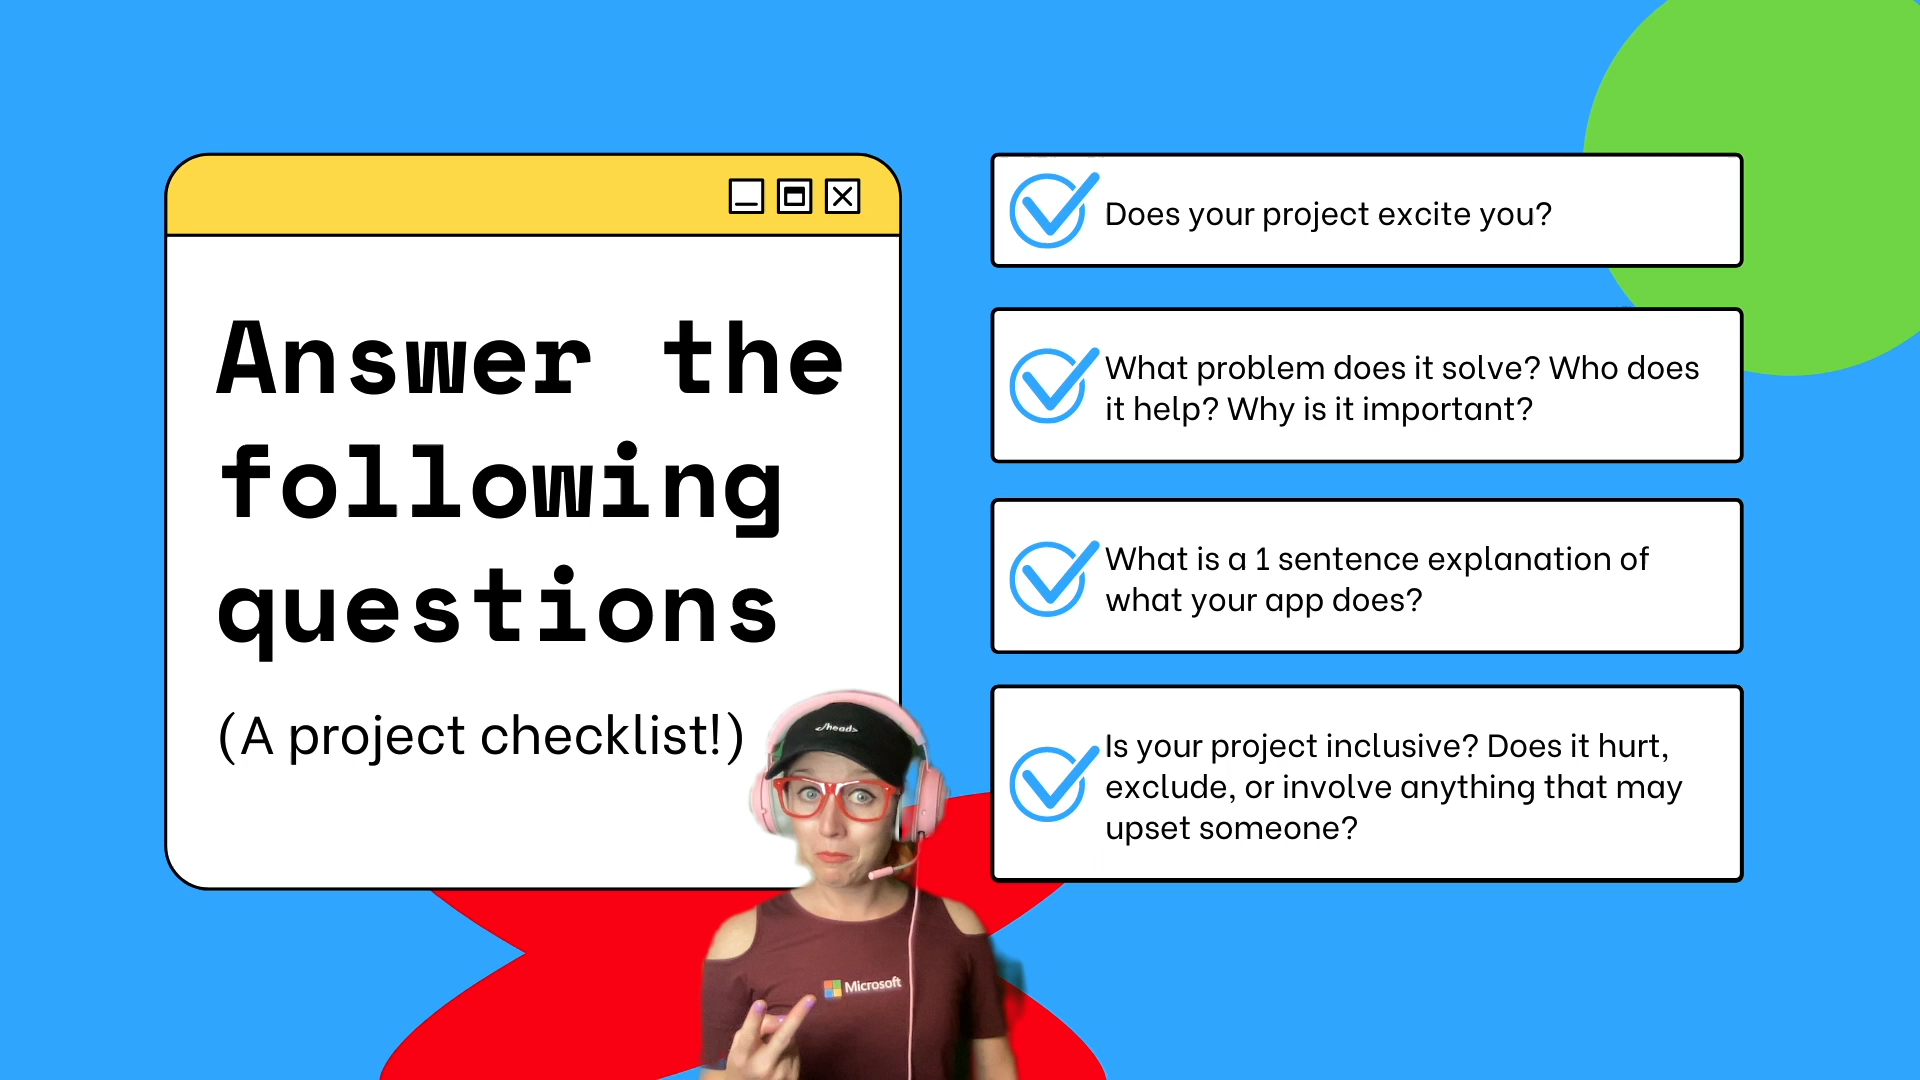 Answer the
following
questions
(A project checklist!)
Does your project excite you?
What problem does it solve? Who does
it help? Why is it important?
What is a 1 sentence explanation of
what your app does?
Is your project inclusive? Does it hurt,
exclude, or involve anything that may
upset someone?
</heads>
Microsoft